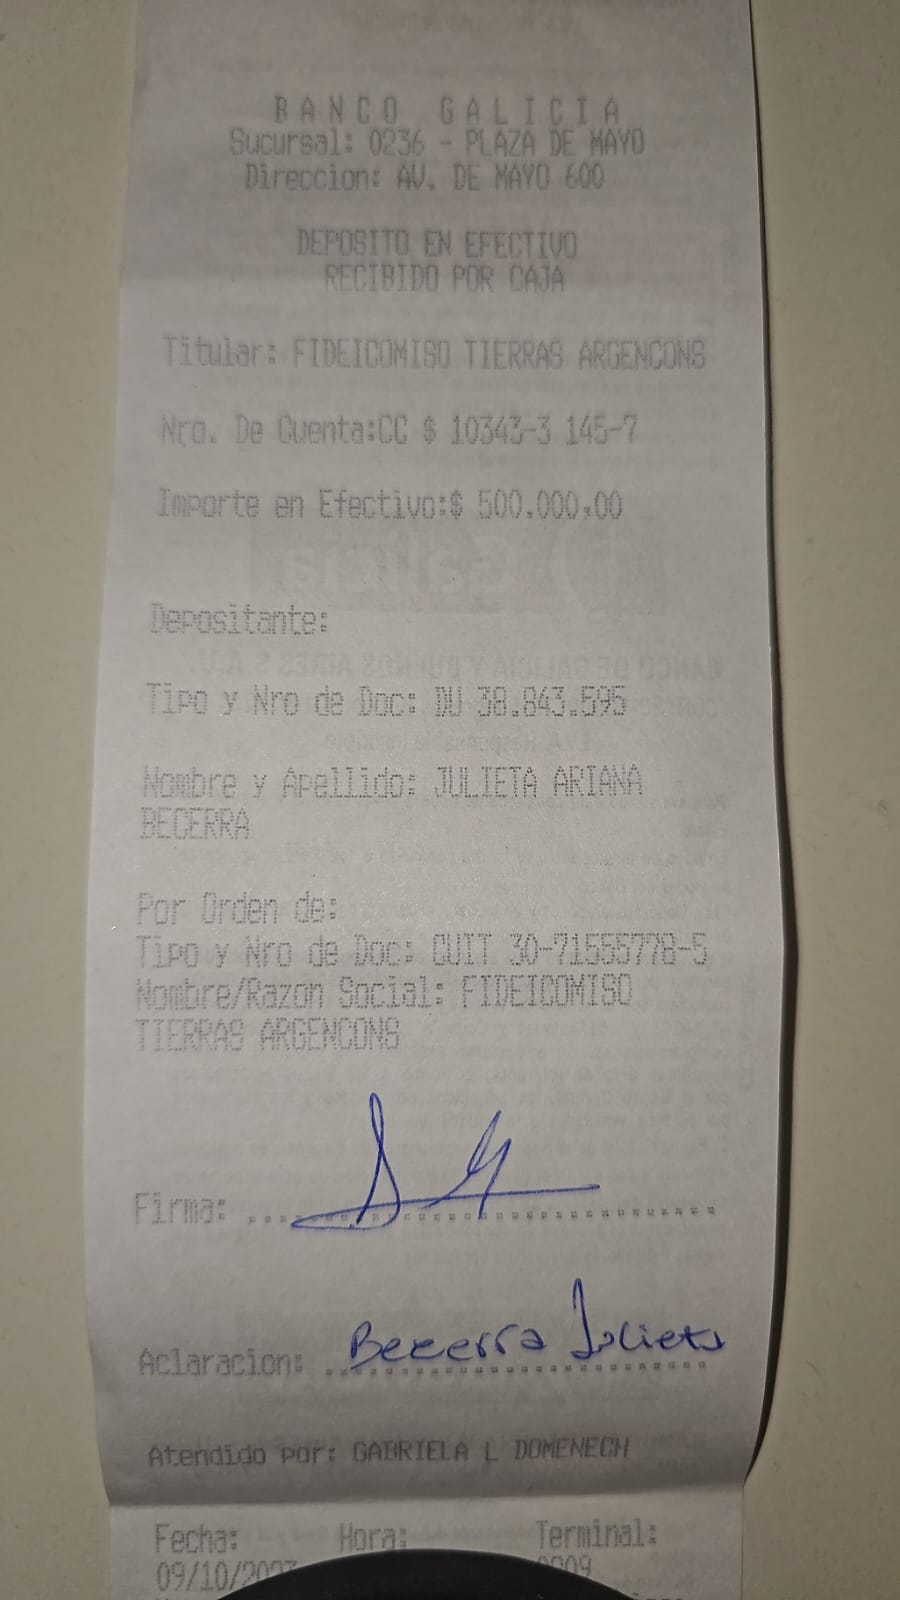 BANCO GALICIA
Sucursal: 0236 - PLAZA DE MAYO
Direccion: AV. DE MAYO 600
DEPOSITO EN EFECTIVO
RECIBIDO POR CAJA
Titular: FIDEICOMISO TIERRAS ARGENCONS
Nro. De Cuenta:CC $ 10343-3 145-7
Importe en Efectivo:$ 500.000,00
Depositante:
Tipo y Nro de Doc: DU 38.843.595
Nombre y Apellido: JULIETA ARIANA
BECERRA
Por Orden de:
Tipo y Nro de Doc: CUIT 30-71555778-5
Nombre/Razon Social: FIDEICOMISO
TIERRAS ARGENCONS
Firma:
Aclaracion: Becerra Julieta
Atendido por: GABRIELA L DOMENECH
Fecha: Hora: Terminal:
09/10/20